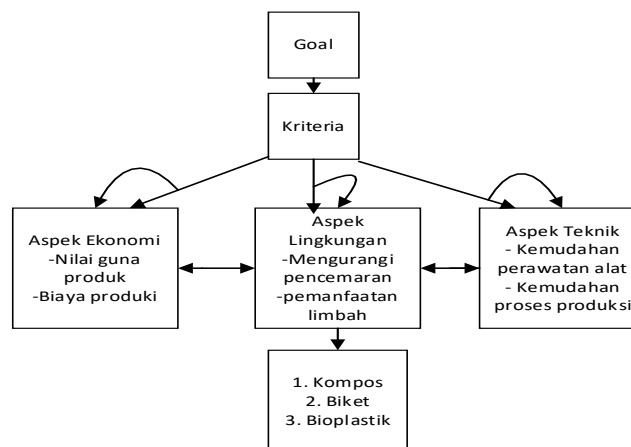 Goal
Kriteria
Aspek Ekonomi
-Nilai guna
produk
-Biaya produki
Aspek
Lingkungan
-Mengurangi
pencemaran
-pemanfaatan
limbah
Aspek Teknik
- Kemudahan
perawatan alat
- Kemudahan
proses produksi
1. Kompos
2. Biket
3. Bioplastik